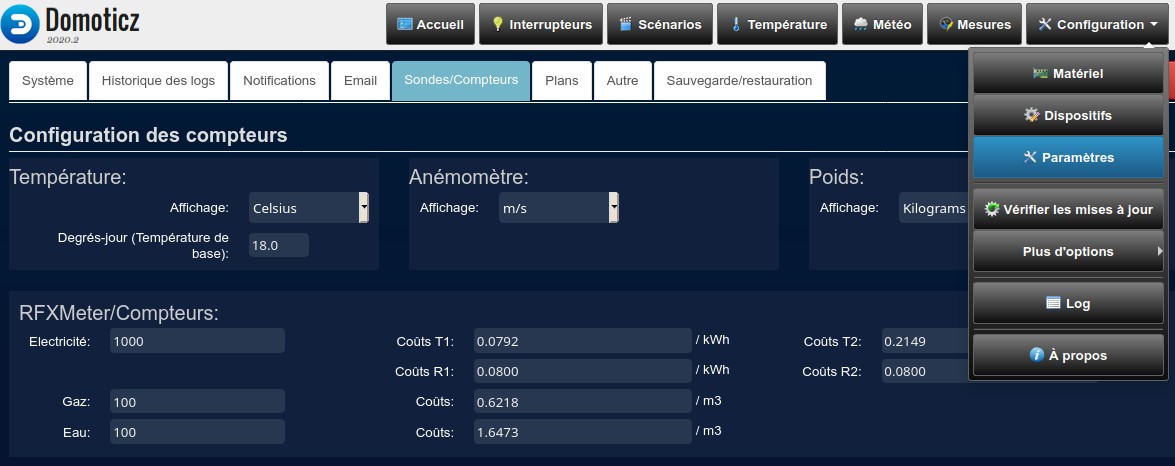 Domoticz
2020.2
Accueil
Interrupteurs
Scénarios
Température
Météo
Mesures
Configuration
Système
Historique des logs
Notifications
Email
Sondes/Compteurs
Plans
Autre
Sauvegarde/restauration
Matériel
Dispositifs
Paramètres
Vérifier les mises à jour
Plus d'options
Log
À propos
Configuration des compteurs
Température:
Affichage: Celsius
Degrés-jour (Température de
base): 18.0
Anémomètre:
Affichage: m/s
Poids:
Affichage: Kilograms
RFXMeter/Compteurs:
Electricité: 1000 Coûts T1: 0.0792 / kWh Coûts T2: 0.2149
Coûts R1: 0.0800 / kWh Coûts R2: 0.0800
Gaz: 100 Coûts: 0.6218 / m3
Eau: 100 Coûts: 1.6473 / m3